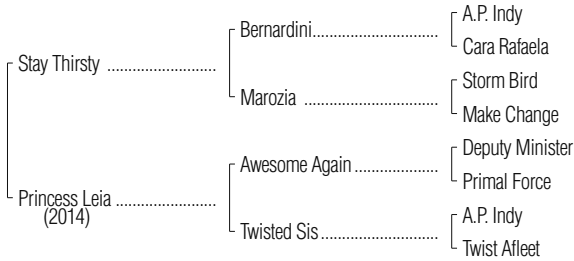 A.P. Indy
Bernardini
Cara Rafaela
Stay Thirsty
Storm Bird
Marozia
Make Change
Deputy Minister
Awesome Again
Primal Force
Princess Leia
(2014)
A.P. Indy
Twisted Sis
Twist Afleet